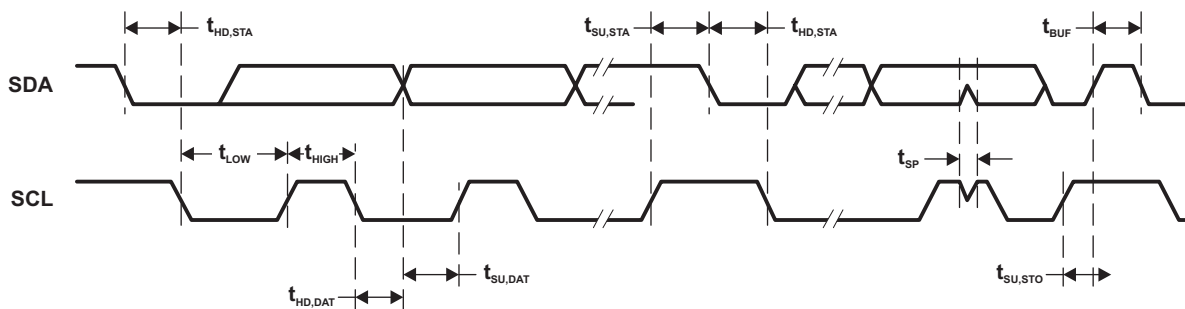 tHD,STA
tSU,STA
tHD,STA
tBUF
SDA
tLOW
tHIGH
tSP
SCL
tSU,DAT
tSU,STO
tHD,DAT